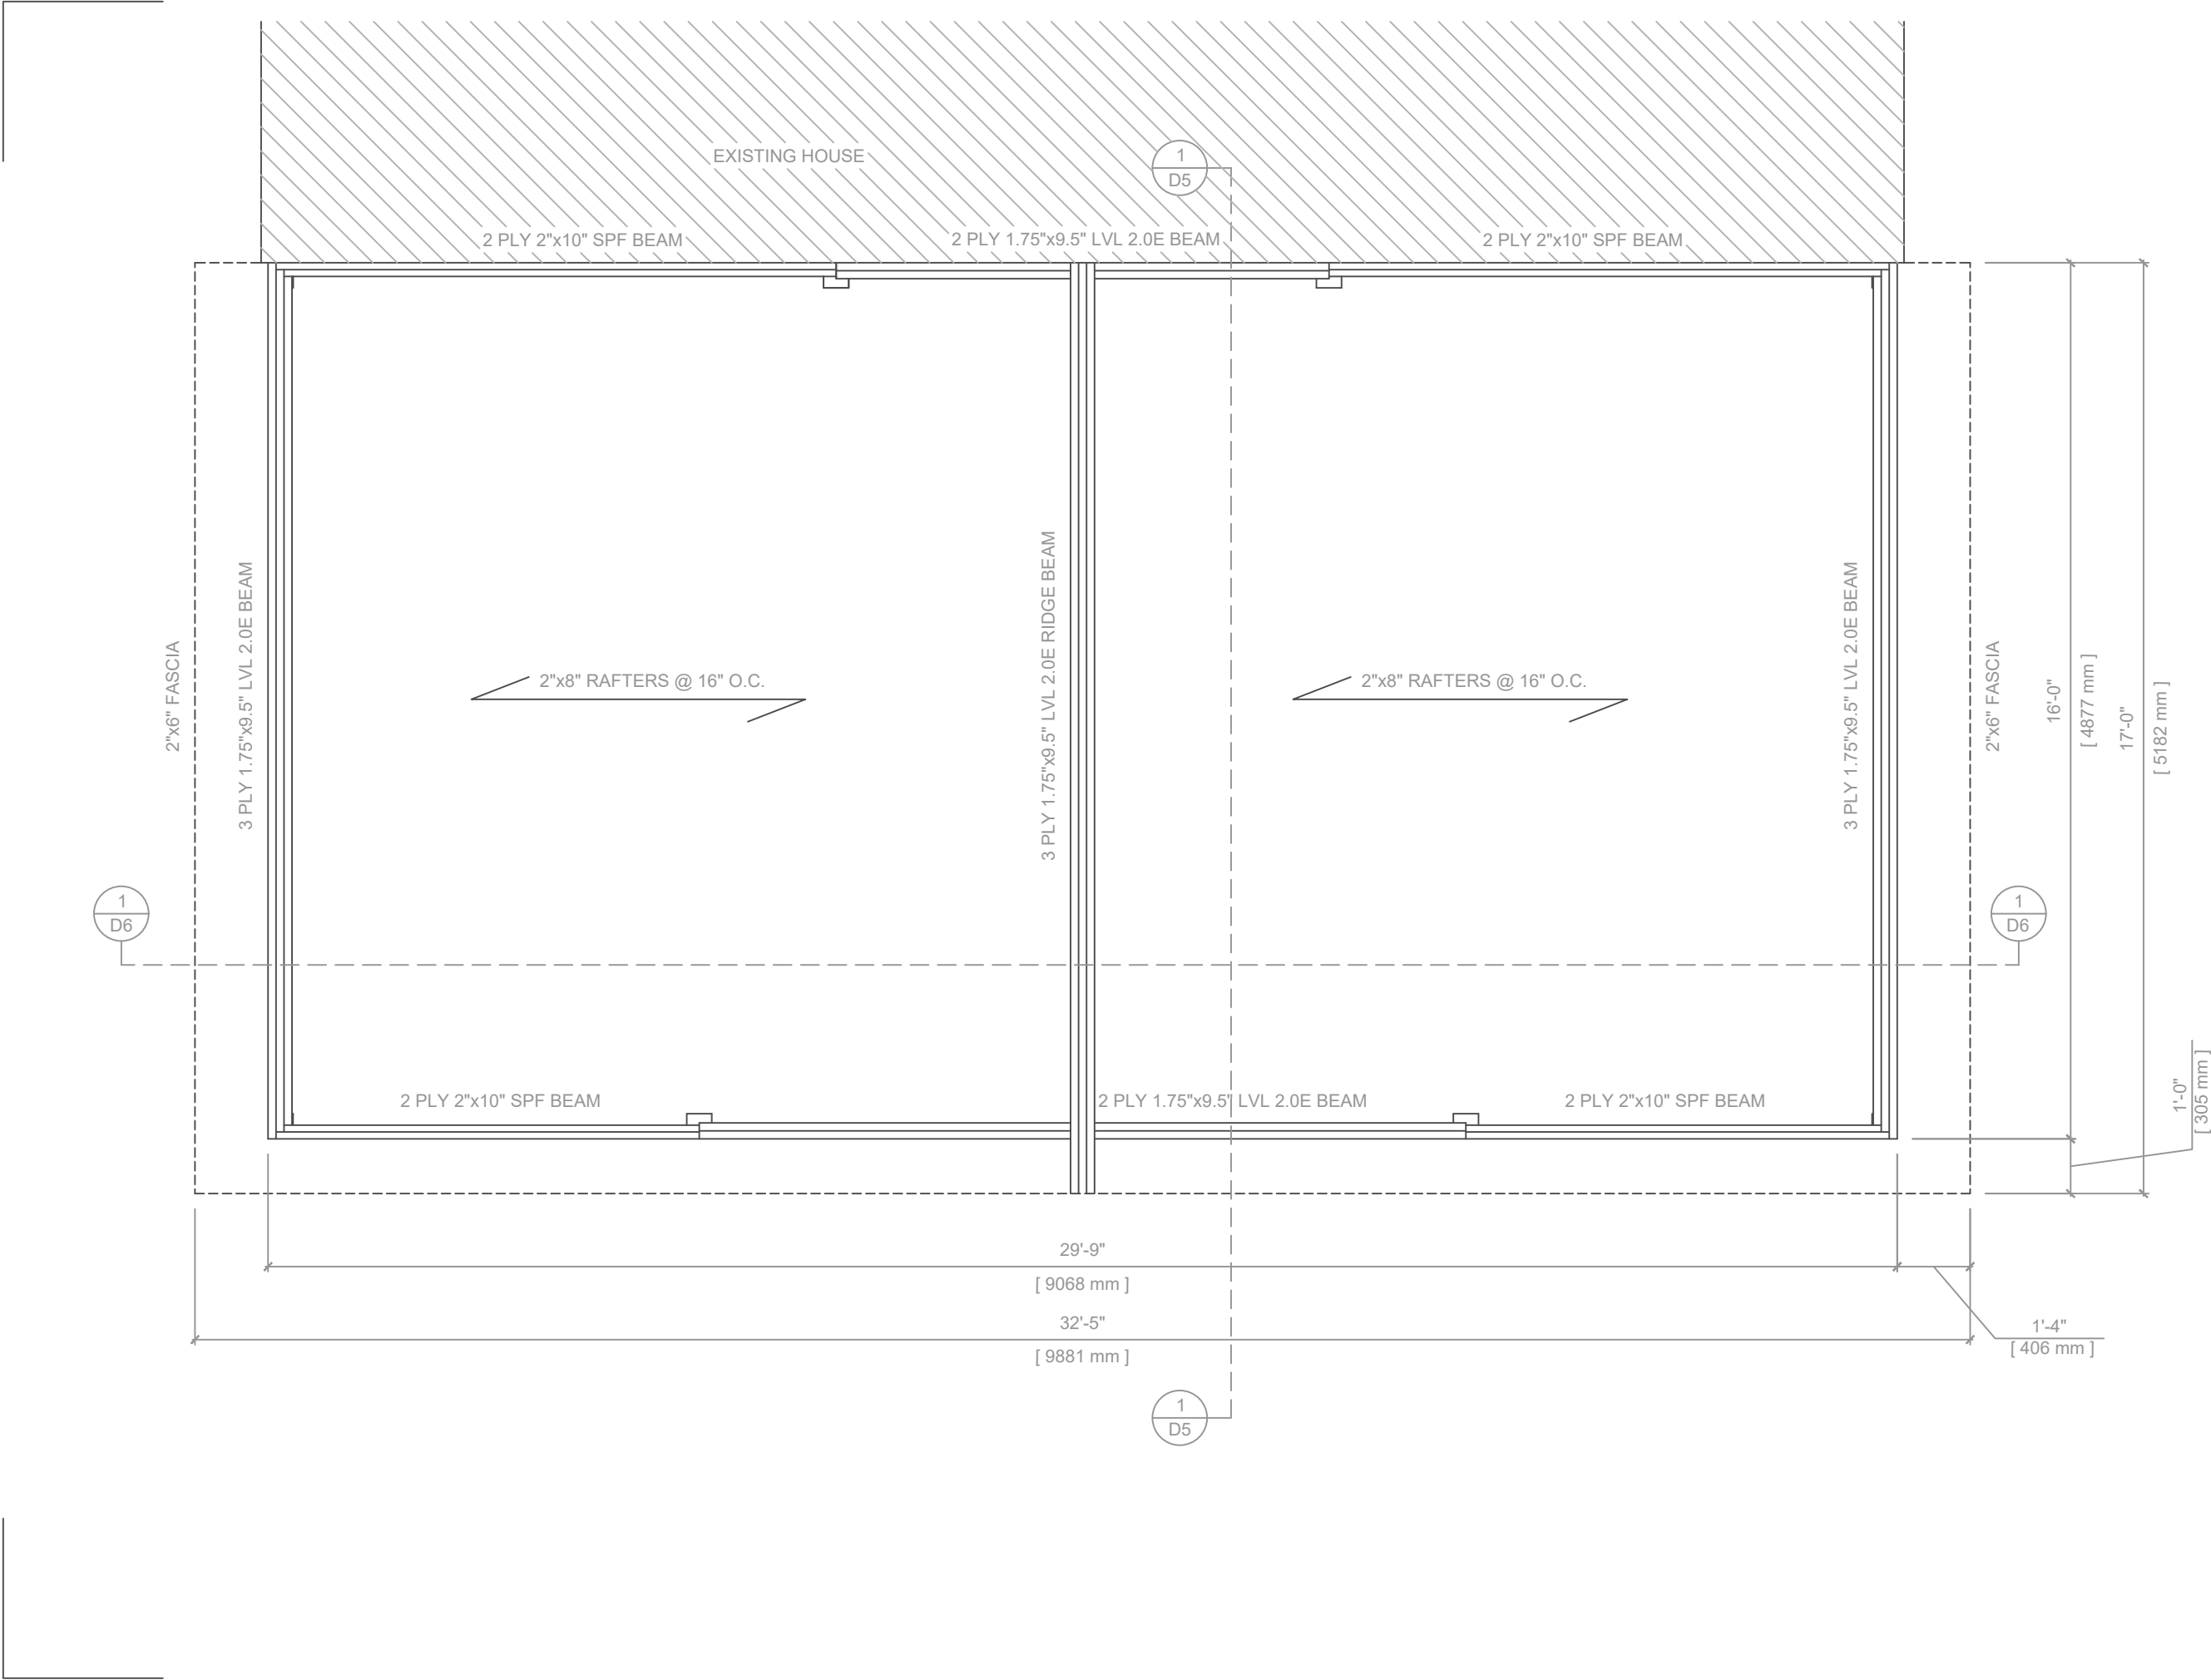 EXISTING HOUSE
1
D5
2 PLY 2"x10" SPF BEAM
2 PLY 1.75"x9.5" LVL 2.0E BEAM
2 PLY 2"x10" SPF BEAM
2"x6" FASCIA
3 PLY 1.75"x9.5" LVL 2.0E BEAM
2"x8" RAFTERS @ 16" O.C.
3 PLY 1.75"x9.5" LVL 2.0E RIDGE BEAM
2"x8" RAFTERS @ 16" O.C.
3 PLY 1.75"x9.5" LVL 2.0E BEAM
2"x6" FASCIA
16'-0"
[ 4877 mm ]
17'-0"
[ 5182 mm ]
1
D6
1
D6
2 PLY 2"x10" SPF BEAM
2 PLY 1.75"x9.5" LVL 2.0E BEAM
2 PLY 2"x10" SPF BEAM
1'-0"
[ 305 mm ]
29'-9"
[ 9068 mm ]
32'-5"
[ 9881 mm ]
1'-4"
[ 406 mm ]
1
D5